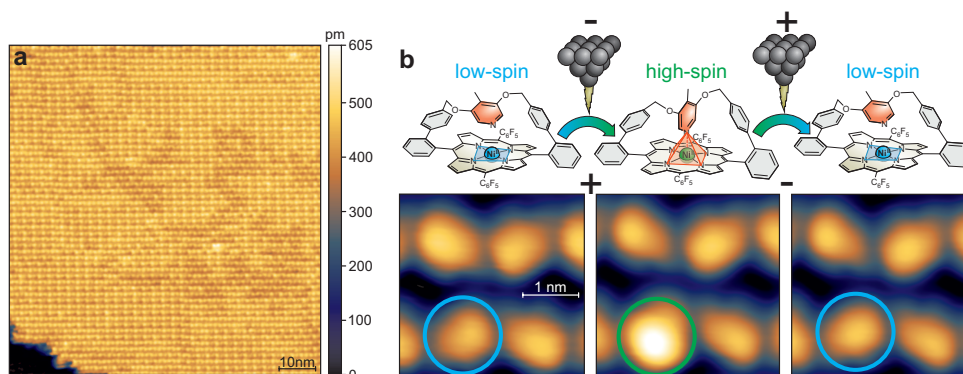 a
pm
605
500
400
300
200
100
0
10nm
b
-
+
low-spin
high-spin
low-spin
O
O
N
C₆F₅
N
N
Ni
N
N
C₆F₅
O
O
C₆F₅
Ni
C₆F₅
O
O
N
C₆F₅
N
N
Ni
N
N
C₆F₅
+
-
1 nm